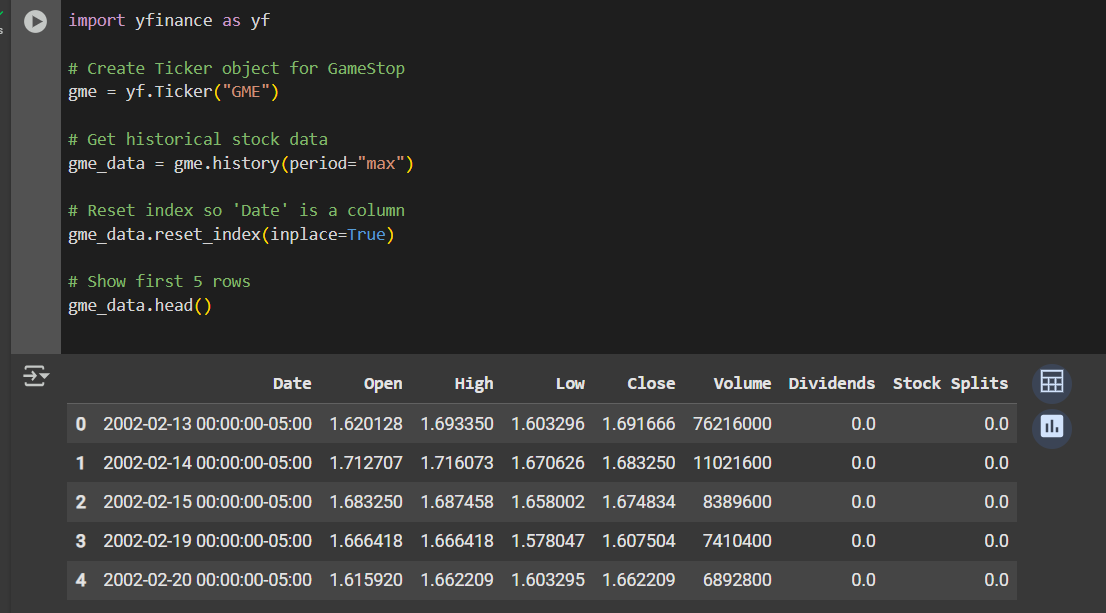 import yfinance as yf
# Create Ticker object for GameStop
gme = yf.Ticker("GME")
# Get historical stock data
gme_data = gme.history(period="max")
# Reset index so 'Date' is a column
gme_data.reset_index(inplace=True)
# Show first 5 rows
gme_data.head()
Date Open High Low Close Volume Dividends Stock Splits
0 2002-02-13 00:00:00-05:00 1.620128 1.693350 1.603296 1.691666 76216000 0.0 0.0
1 2002-02-14 00:00:00-05:00 1.712707 1.716073 1.670626 1.683250 11021600 0.0 0.0
2 2002-02-15 00:00:00-05:00 1.683250 1.687458 1.658002 1.674834 8389600 0.0 0.0
3 2002-02-19 00:00:00-05:00 1.666418 1.666418 1.578047 1.607504 7410400 0.0 0.0
4 2002-02-20 00:00:00-05:00 1.615920 1.662209 1.603295 1.662209 6892800 0.0 0.0